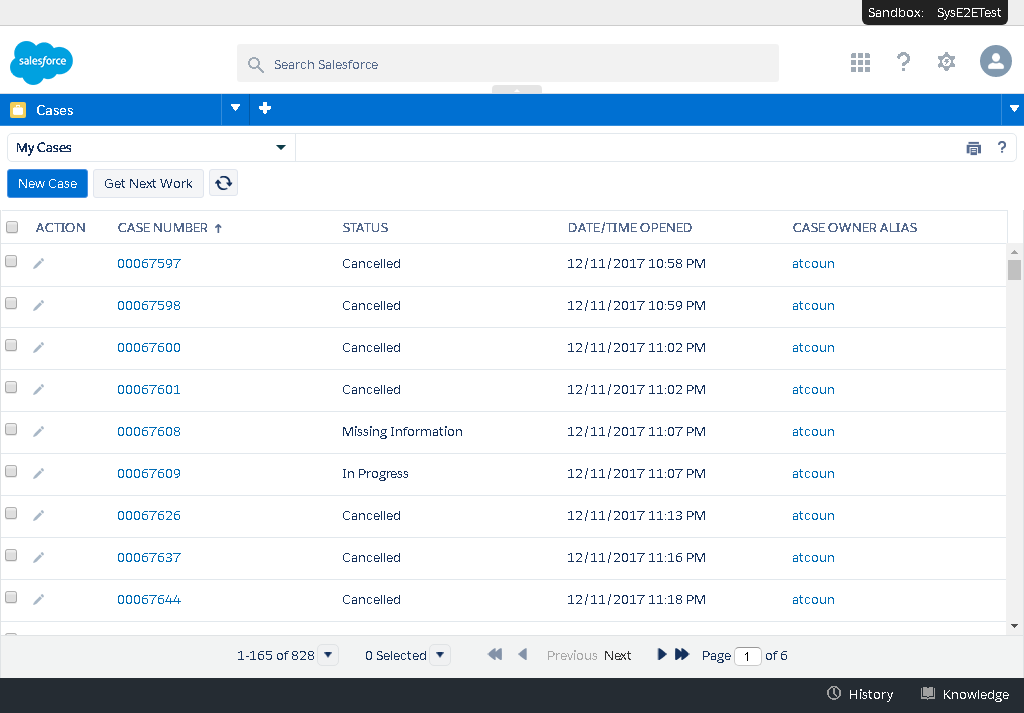 Sandbox: SysE2ETest
salesforce
Search Salesforce
?
Cases
My Cases
?
New Case Get Next Work
ACTION CASE NUMBER ↑ STATUS DATE/TIME OPENED CASE OWNER ALIAS
00067597 Cancelled 12/11/2017 10:58 PM atcoun
00067598 Cancelled 12/11/2017 10:59 PM atcoun
00067600 Cancelled 12/11/2017 11:02 PM atcoun
00067601 Cancelled 12/11/2017 11:02 PM atcoun
00067608 Missing Information 12/11/2017 11:07 PM atcoun
00067609 In Progress 12/11/2017 11:07 PM atcoun
00067626 Cancelled 12/11/2017 11:13 PM atcoun
00067637 Cancelled 12/11/2017 11:16 PM atcoun
00067644 Cancelled 12/11/2017 11:18 PM atcoun
1-165 of 828 0 Selected Previous Next Page 1 of 6
History Knowledge